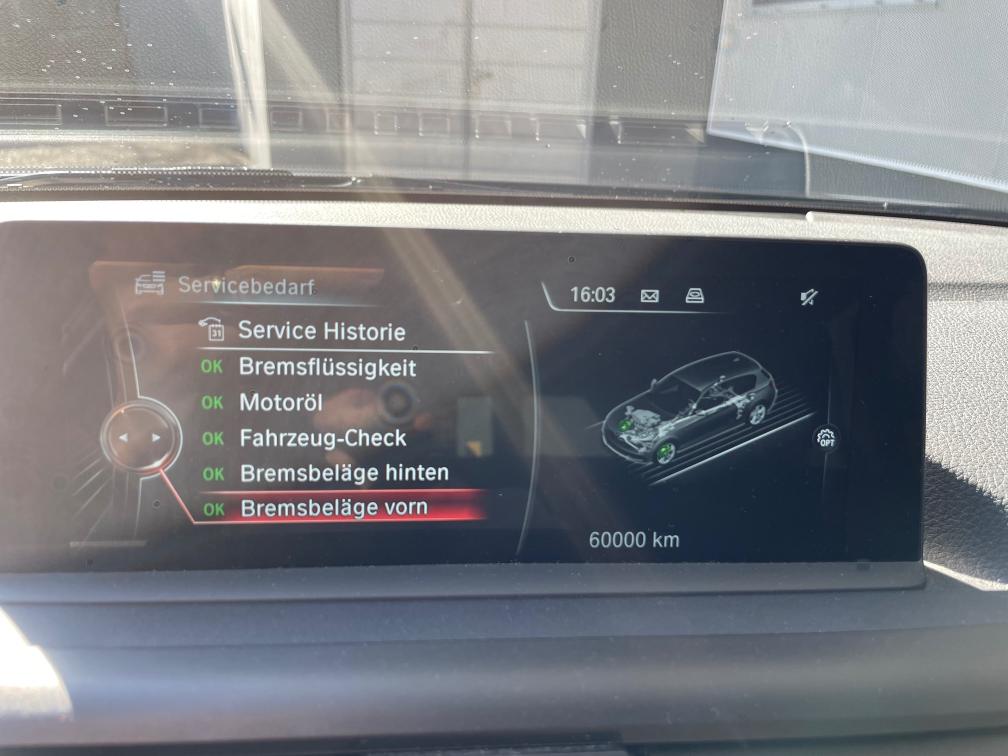 Servicebedarf
16:03
31
Service Historie
OK Bremsflüssigkeit
OK Motoröl
OK Fahrzeug-Check
OK Bremsbeläge hinten
OK Bremsbeläge vorn
OPT
60000 km